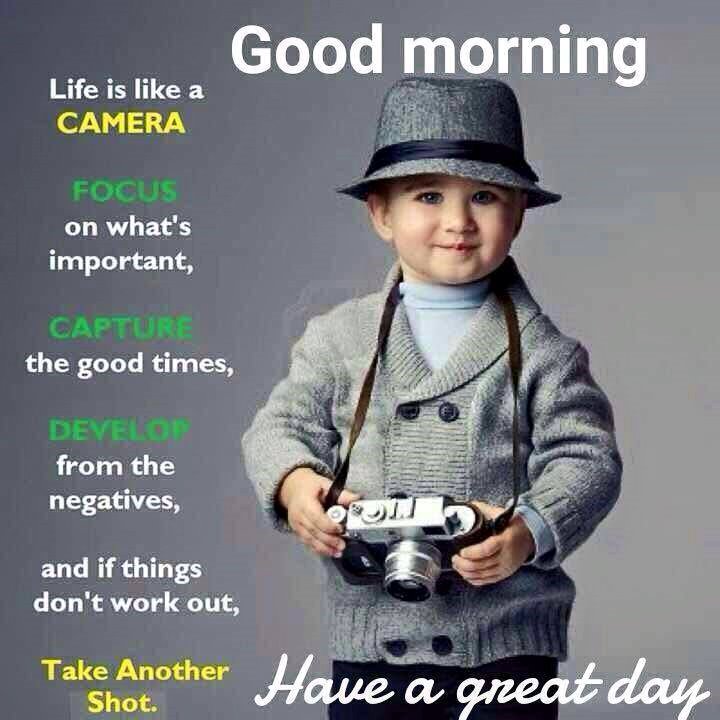 Good morning
Life is like a
CAMERA
FOCUS
on what's
important,
CAPTURE
the good times,
DEVELOP
from the
negatives,
and if things
don't work out,
Take Another
Shot.
Have a great day